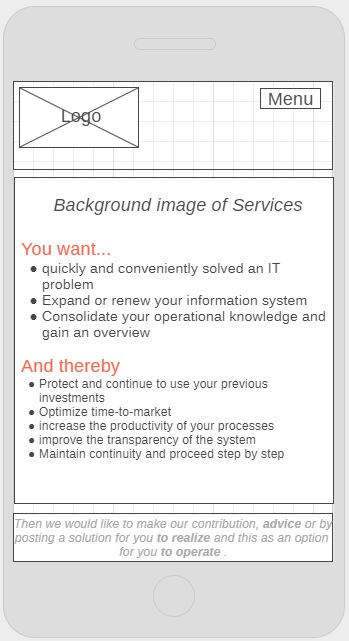 Logo
Menu
Background image of Services
You want...
● quickly and conveniently solved an IT
problem
● Expand or renew your information system
● Consolidate your operational knowledge and
gain an overview
And thereby
● Protect and continue to use your previous
investments
● Optimize time-to-market
● increase the productivity of your processes
● improve the transparency of the system
● Maintain continuity and proceed step by step
Then we would like to make our contribution, advice or by
posting a solution for you to realize and this as an option
for you to operate .